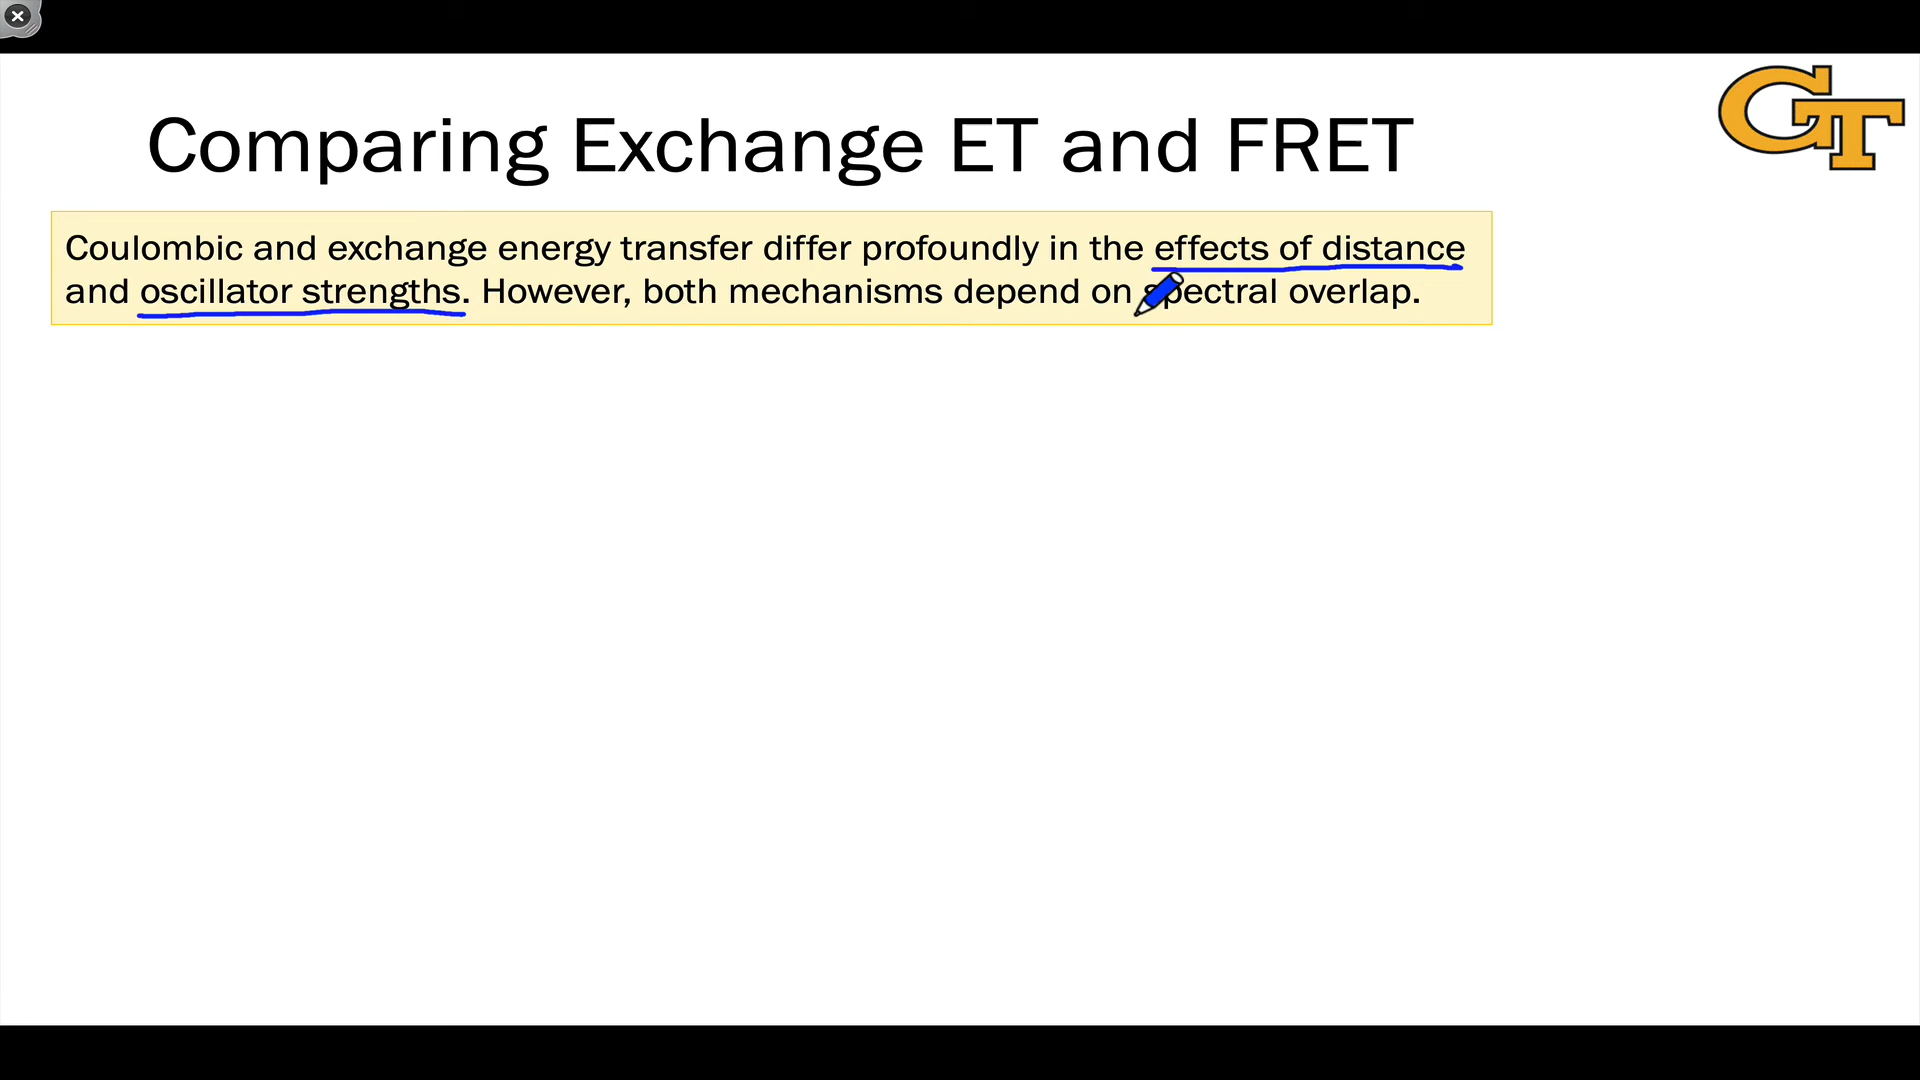 GT
Comparing Exchange ET and FRET
Coulombic and exchange energy transfer differ profoundly in the effects of distance
and oscillator strengths. However, both mechanisms depend on spectral overlap.